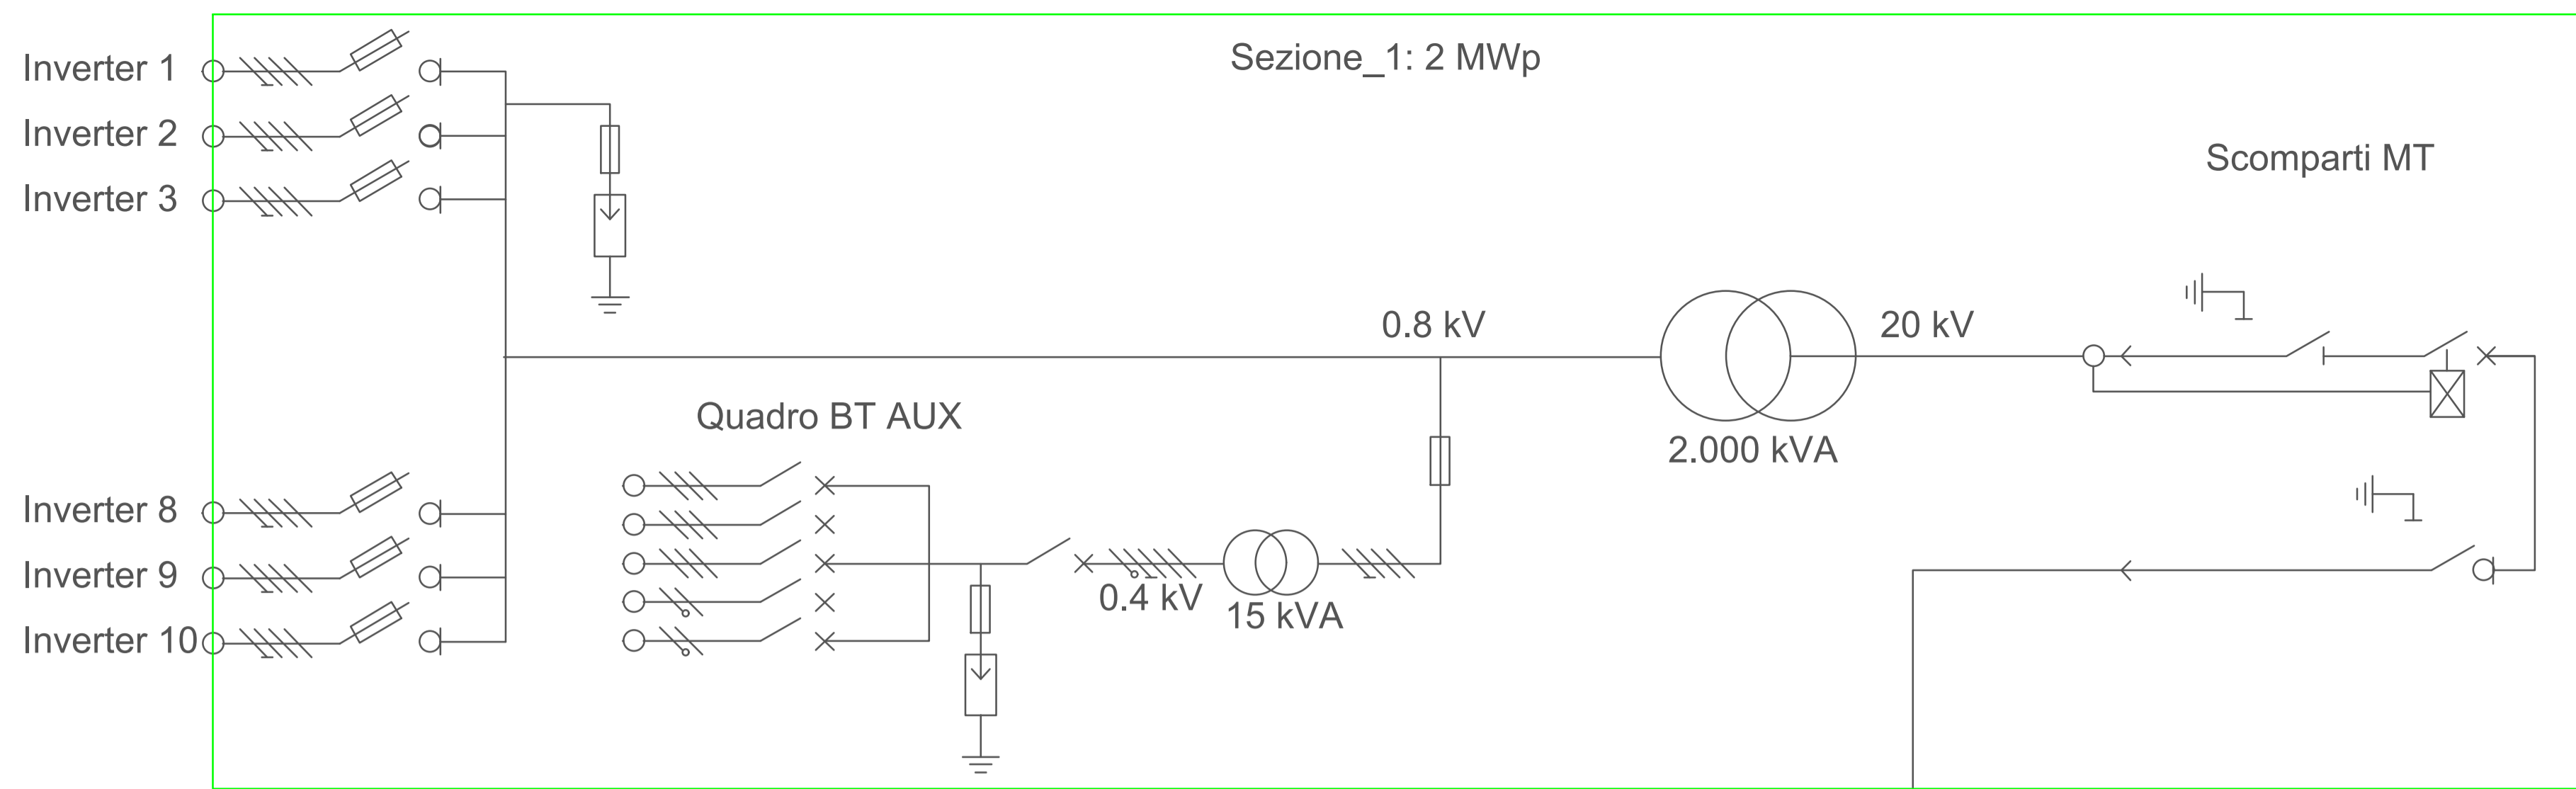 Sezione_1: 2 MWp
Inverter 1
Inverter 2
Inverter 3
Scomparti MT
0.8 kV
20 kV
Quadro BT AUX
2.000 kVA
Inverter 8
Inverter 9
0.4 kV
15 kVA
Inverter 10